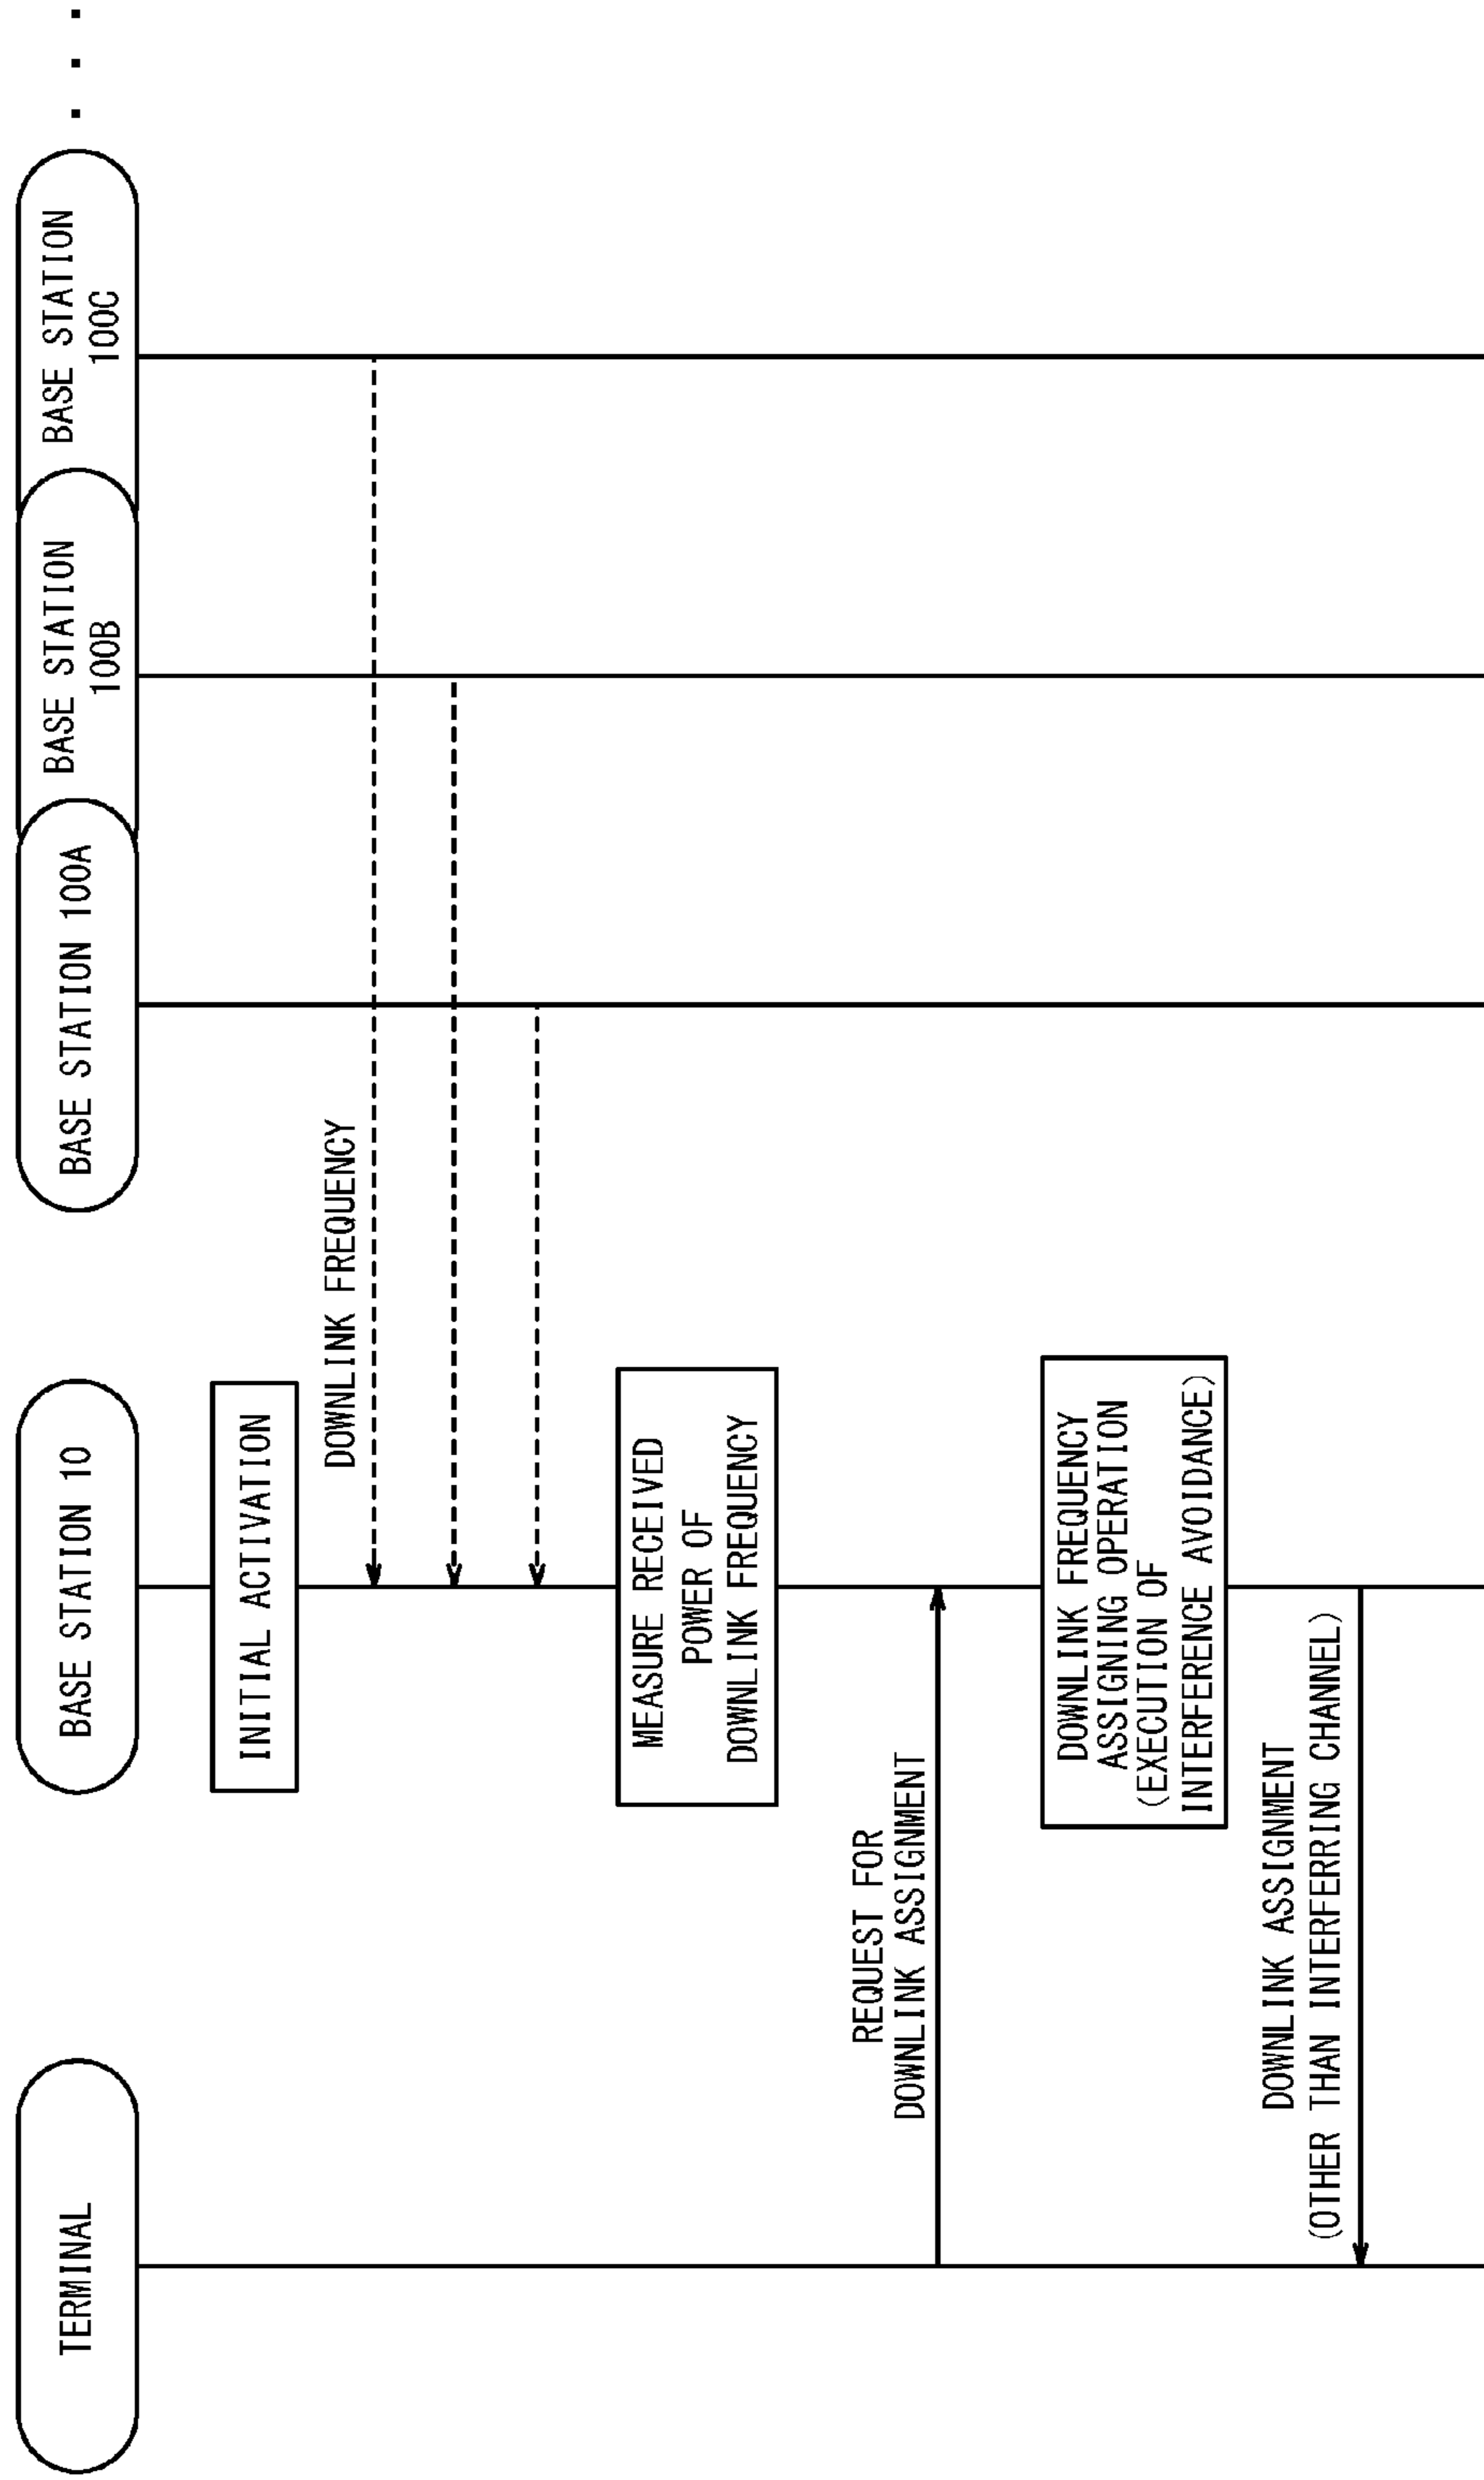 TERMINAL
BASE STATION 10
BASE STATION 100A
BASE STATION
100B
BASE STATION
100C
. . .
INITIAL ACTIVATION
DOWNLINK FREQUENCY
MEASURE RECEIVED
POWER OF
DOWNLINK FREQUENCY
REQUEST FOR
DOWNLINK ASSIGNMENT
DOWNLINK FREQUENCY
ASSIGNING OPERATION
(EXECUTION OF
INTERFERENCE AVOIDANCE)
DOWNLINK ASSIGNMENT
(OTHER THAN INTERFERRING CHANNEL)